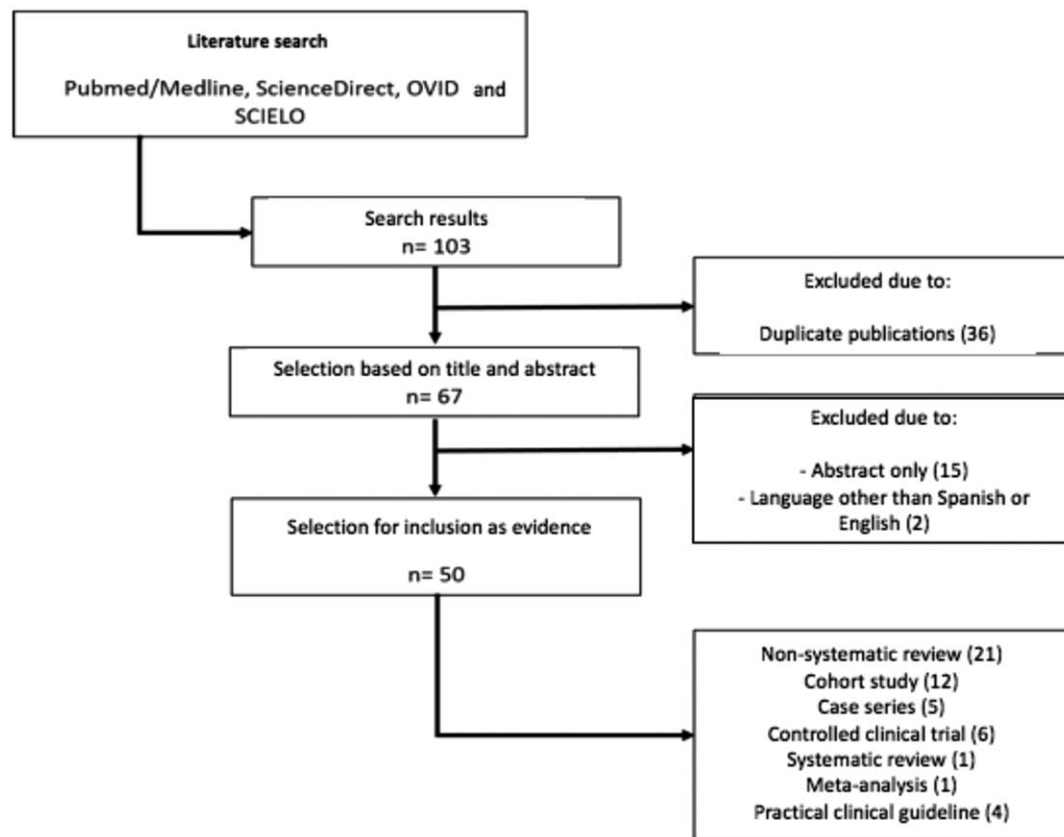 Literature search
Pubmed/Medline, ScienceDirect, OVID and
SCIELO
Search results
n= 103
Excluded due to:
Duplicate publications (36)
Selection based on title and abstract
n= 67
Excluded due to:
- Abstract only (15)
- Language other than Spanish or
English (2)
Selection for inclusion as evidence
n= 50
Non-systematic review (21)
Cohort study (12)
Case series (5)
Controlled clinical trial (6)
Systematic review (1)
Meta-analysis (1)
Practical clinical guideline (4)